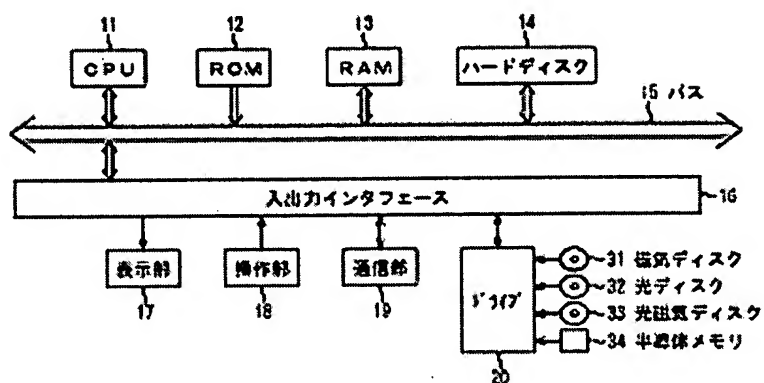 11 12 13 14
CPU ROM RAM ハードディスク
15 バス
入出力インタフェース 16
表示部 操作部 通信部 ドライブ
31 磁気ディスク
32 光ディスク
33 光磁気ディスク
34 半導体メモリ
17 18 19
20